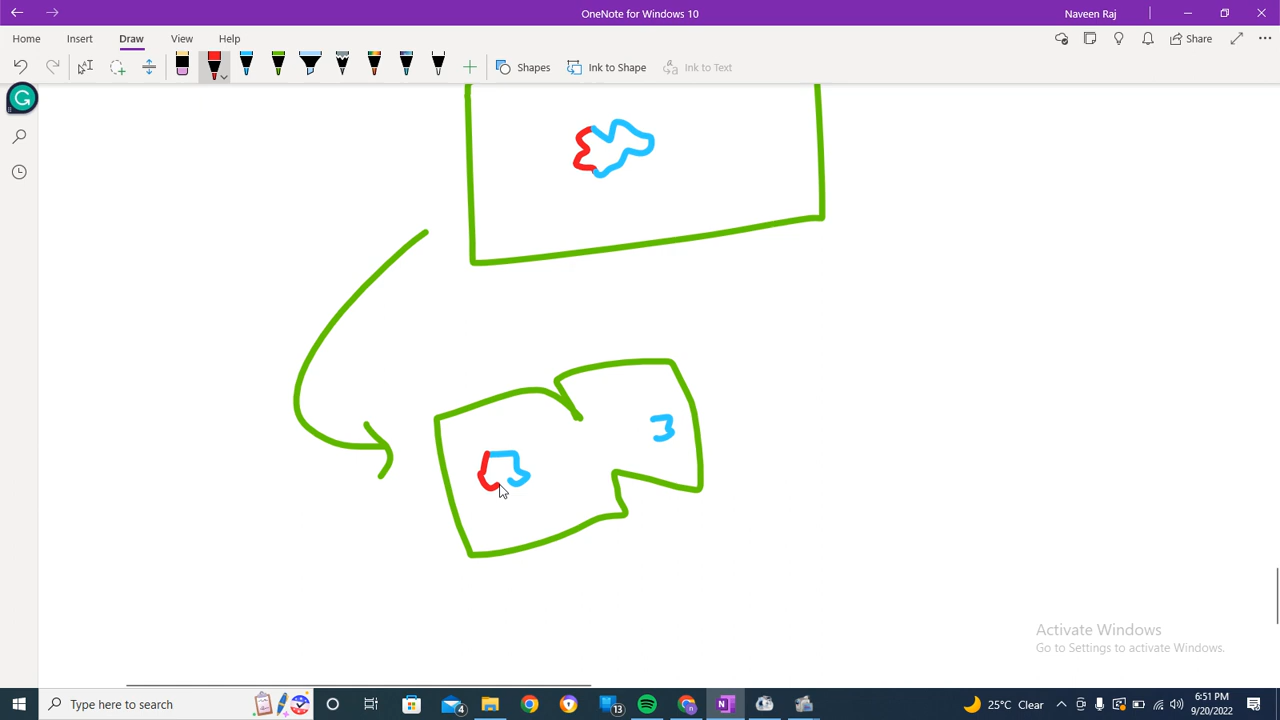 OneNote for Windows 10
Naveen Raj
Home Insert Draw View Help
Share
Shapes
Ink to Shape
Ink to Text
Activate Windows
Go to Settings to activate Windows.
Type here to search
4
13
25°C Clear
6:51 PM
9/20/2022